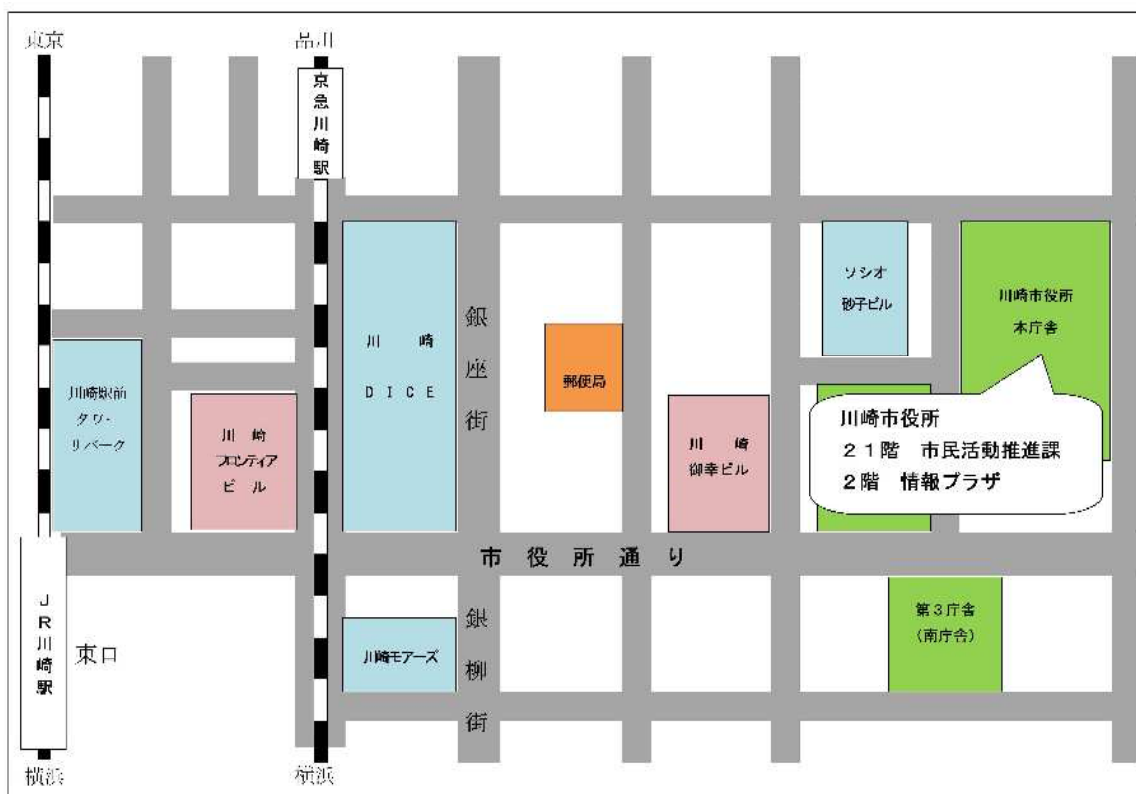 東京
品川
京急川崎駅
ソシオ
砂子ビル
川崎市役所
本庁舎
銀座街
川崎
DICE
郵便局
川崎駅前
タワー
リバーク
川崎
フロンティア
ビル
川崎
御幸ビル
川崎市役所
21階 市民活動推進課
2階 情報プラザ
市役所通り
JR川崎駅
東口
川崎モアーズ
銀柳街
第3庁舎
(南庁舎)
横浜
横浜